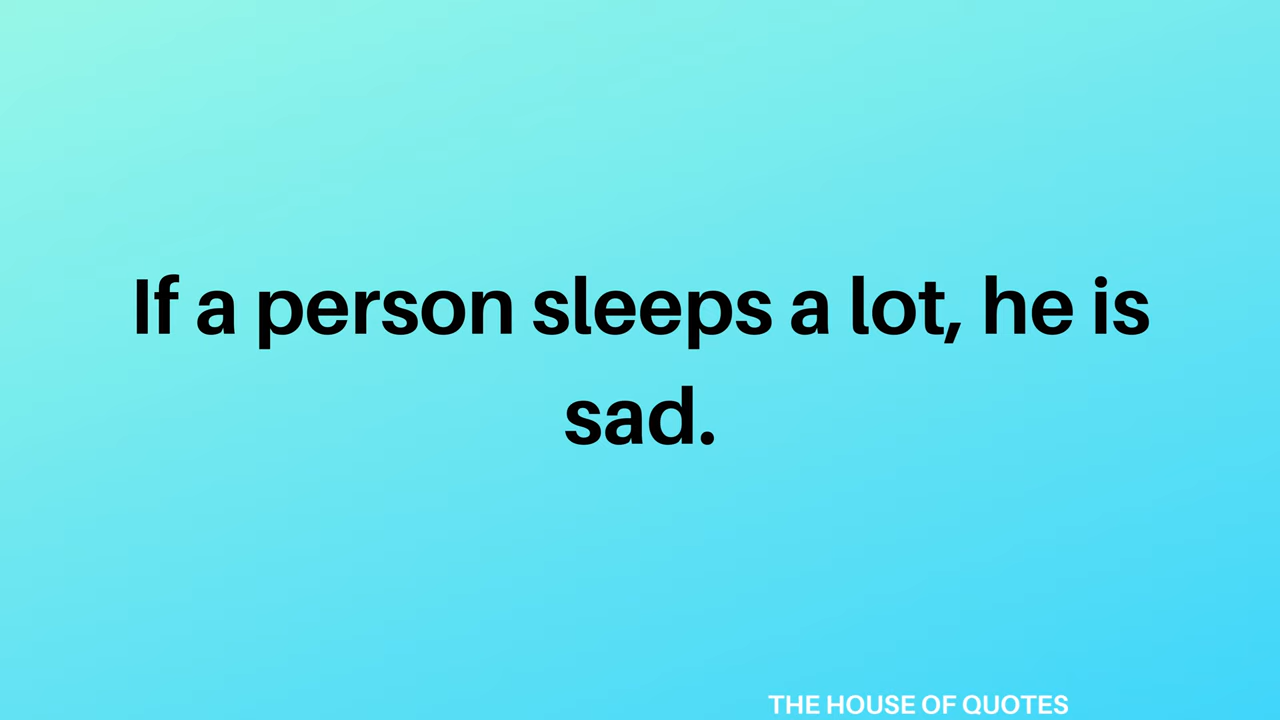 If a person sleeps a lot, he is
sad.
THE HOUSE OF QUOTES